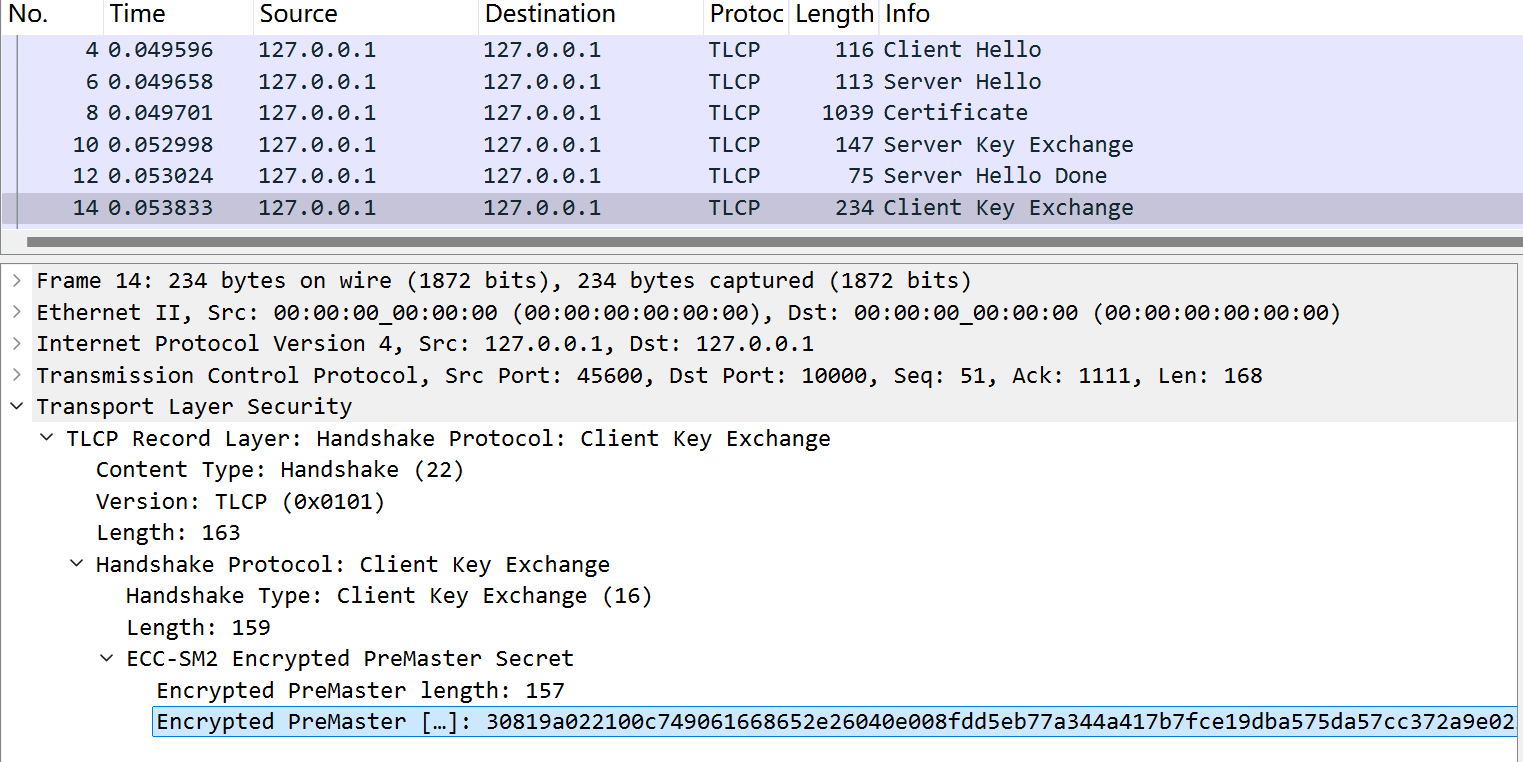 No. Time Source Destination Protoc Length Info
4 0.049596 127.0.0.1 127.0.0.1 TLCP 116 Client Hello
6 0.049658 127.0.0.1 127.0.0.1 TLCP 113 Server Hello
8 0.049701 127.0.0.1 127.0.0.1 TLCP 1039 Certificate
10 0.052998 127.0.0.1 127.0.0.1 TLCP 147 Server Key Exchange
12 0.053024 127.0.0.1 127.0.0.1 TLCP 75 Server Hello Done
14 0.053833 127.0.0.1 127.0.0.1 TLCP 234 Client Key Exchange
Frame 14: 234 bytes on wire (1872 bits), 234 bytes captured (1872 bits)
Ethernet II, Src: 00:00:00_00:00:00 (00:00:00:00:00:00), Dst: 00:00:00_00:00:00 (00:00:00:00:00:00)
Internet Protocol Version 4, Src: 127.0.0.1, Dst: 127.0.0.1
Transmission Control Protocol, Src Port: 45600, Dst Port: 10000, Seq: 51, Ack: 1111, Len: 168
Transport Layer Security
TLCP Record Layer: Handshake Protocol: Client Key Exchange
Content Type: Handshake (22)
Version: TLCP (0x0101)
Length: 163
Handshake Protocol: Client Key Exchange
Handshake Type: Client Key Exchange (16)
Length: 159
ECC-SM2 Encrypted PreMaster Secret
Encrypted PreMaster length: 157
Encrypted PreMaster […]: 30819a022100c749061668652e26040e008fdd5eb77a344a417b7fce19dba575da57cc372a9e02